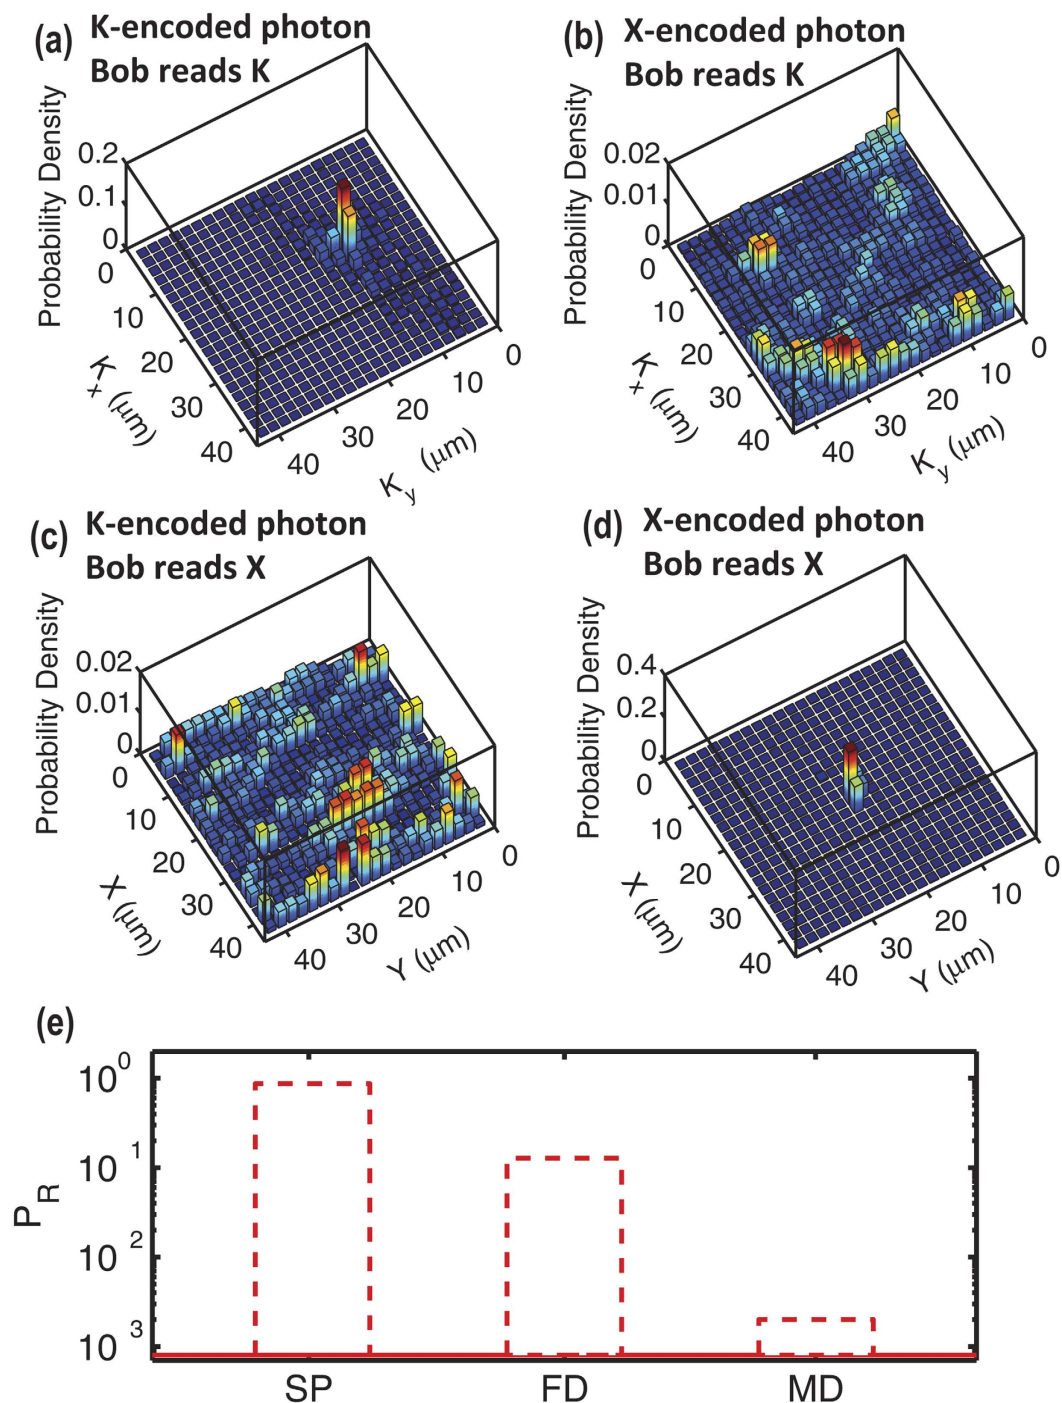 (a) K-encoded photon
Bob reads K
Probability Density
0.2
0.1
0
0
10
20
30
40
K_x (μm)
0
10
20
30
40
K_y (μm)
(b) X-encoded photon
Bob reads K
Probability Density
0.02
0.01
0
0
10
20
30
40
K_x (μm)
0
10
20
30
40
K_y (μm)
(c) K-encoded photon
Bob reads X
Probability Density
0.02
0.01
0
0
10
20
30
40
X (μm)
0
10
20
30
40
Y (μm)
(d) X-encoded photon
Bob reads X
Probability Density
0.4
0.2
0
0
10
20
30
40
X (μm)
0
10
20
30
40
Y (μm)
(e)
P_R
10^0
10^1
10^2
10^3
SP FD MD